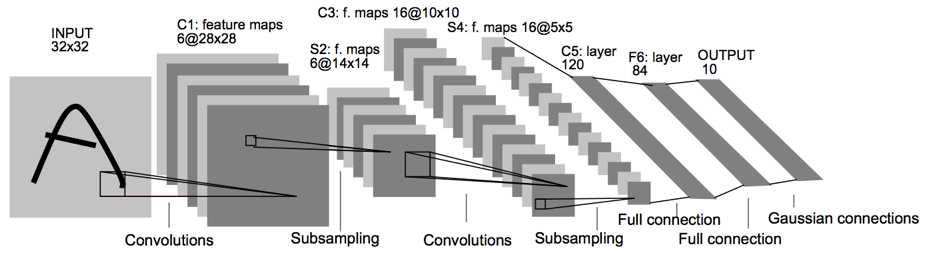 INPUT
32x32
C1: feature maps
6@28x28
S2: f. maps
6@14x14
C3: f. maps 16@10x10
S4: f. maps 16@5x5
C5: layer
120
F6: layer
84
OUTPUT
10
Convolutions
Subsampling
Convolutions
Subsampling
Full connection
Full connection
Gaussian connections